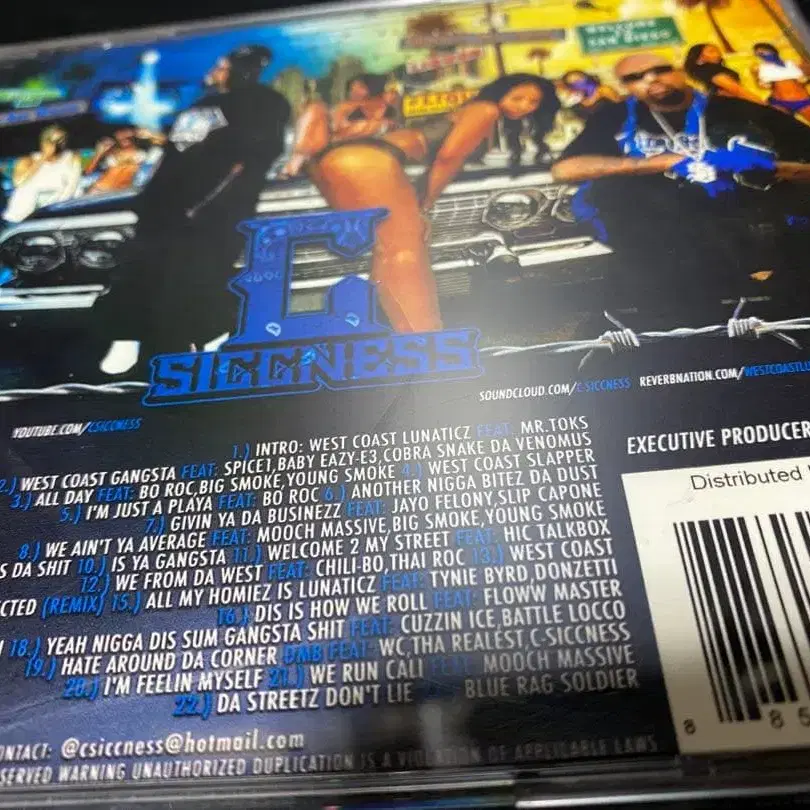 WELCOME
SAN DIEGO
C
SICCNESS
YOUTUBE.COM/CSICCNESS
SOUNDCLOUD.COM/C-SICCNESS REVERBNATION.COM/WESTCOASTLU
1.) INTRO: WEST COAST LUNATICZ FEAT: MR.TOKS
2.) WEST COAST GANGSTA FEAT: SPICE1,BABY EAZY-E3,COBRA SNAKE DA VENOMUS
3.) ALL DAY FEAT: BO ROC,BIG SMOKE,YOUNG SMOKE 4.) WEST COAST SLAPPER
5.) I'M JUST A PLAYA FEAT: BO ROC 6.) ANOTHER NIGGA BITEZ DA DUST
7.) GIVIN YA DA BUSINEZZ FEAT: JAYO FELONY,SLIP CAPONE
8.) WE AIN'T YA AVERAGE FEAT: MOOCH MASSIVE,BIG SMOKE,YOUNG SMOKE
S DA SHIT 10.) IS YA GANGSTA 11.) WELCOME 2 MY STREET FEAT: HIC TALKBOX
12.) WE FROM DA WEST FEAT: CHILI-BO,THAI ROC 13.) WEST COAST
CTED (REMIX) 15.) ALL MY HOMIEZ IS LUNATICZ FEAT: TYNIE BYRD,DONZETTI
16.) DIS IS HOW WE ROLL FEAT: FLOWW MASTER
18.) YEAH NIGGA DIS SUM GANGSTA SHIT FEAT: CUZZIN ICE,BATTLE LOCCO
19.) HATE AROUND DA CORNER DMB FEAT: WC,THA REALEST,C-SICCNESS
20.) I'M FEELIN MYSELF 21.) WE RUN CALI FEAT: MOOCH MASSIVE
22.) DA STREETZ DON'T LIE BLUE RAG SOLDIER
EXECUTIVE PRODUCER
Distributed
8 85
ONTACT: @csiccness@hotmail.com
SERVED WARNING UNAUTHORIZED DUPLICATION IS A VIOLATION OF APPLICABLE LAWS